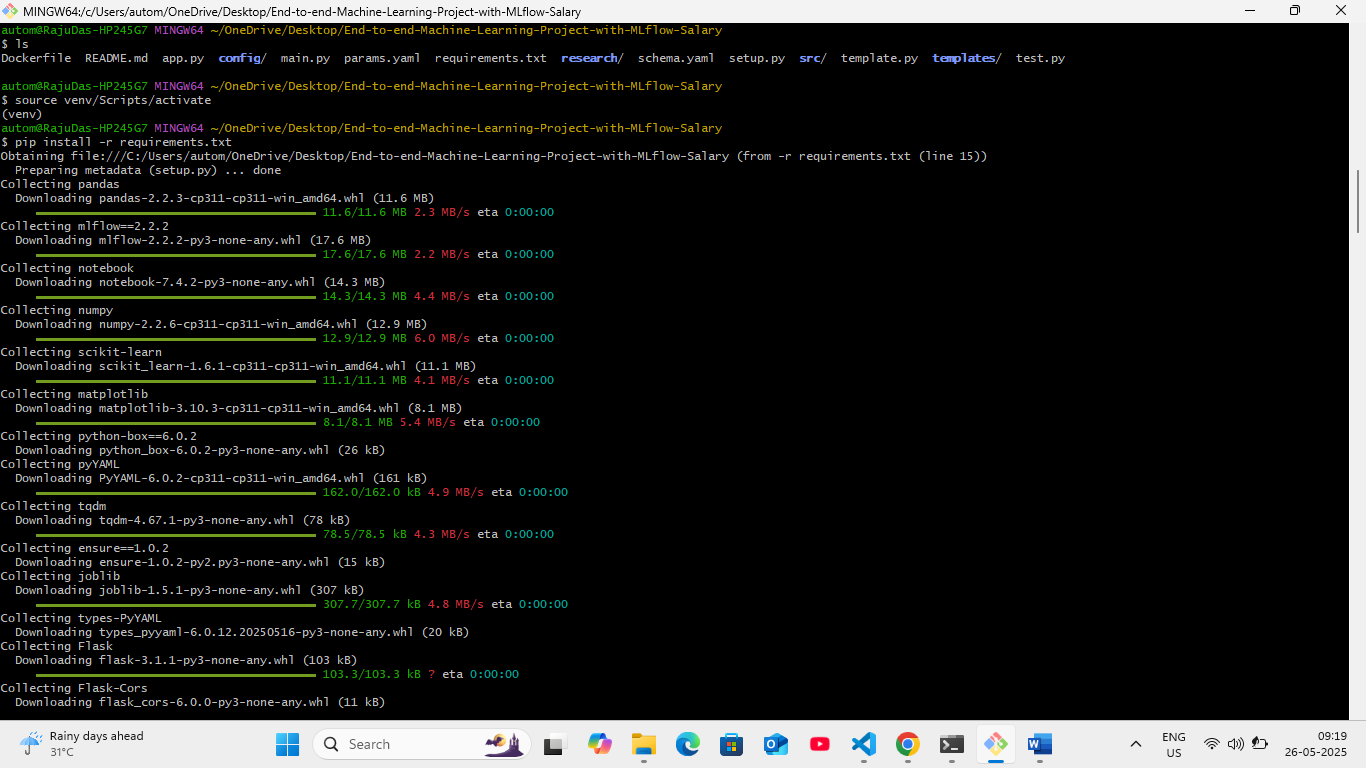 MINGW64:/c/Users/autom/OneDrive/Desktop/End-to-end-Machine-Learning-Project-with-MLflow-Salary
autom@RajuDas-HP245G7 MINGW64 ~/OneDrive/Desktop/End-to-end-Machine-Learning-Project-with-MLflow-Salary
$ ls
Dockerfile README.md app.py config/ main.py params.yaml requirements.txt research/ schema.yaml setup.py src/ template.py templates/ test.py
autom@RajuDas-HP245G7 MINGW64 ~/OneDrive/Desktop/End-to-end-Machine-Learning-Project-with-MLflow-Salary
$ source venv/Scripts/activate
(venv)
autom@RajuDas-HP245G7 MINGW64 ~/OneDrive/Desktop/End-to-end-Machine-Learning-Project-with-MLflow-Salary
$ pip install -r requirements.txt
Obtaining file:///C:/Users/autom/OneDrive/Desktop/End-to-end-Machine-Learning-Project-with-MLflow-Salary (from -r requirements.txt (line 15))
Preparing metadata (setup.py) ... done
Collecting pandas
Downloading pandas-2.2.3-cp311-cp311-win_amd64.whl (11.6 MB)
11.6/11.6 MB 2.3 MB/s eta 0:00:00
Collecting mlflow==2.2.2
Downloading mlflow-2.2.2-py3-none-any.whl (17.6 MB)
17.6/17.6 MB 2.2 MB/s eta 0:00:00
Collecting notebook
Downloading notebook-7.4.2-py3-none-any.whl (14.3 MB)
14.3/14.3 MB 4.4 MB/s eta 0:00:00
Collecting numpy
Downloading numpy-2.2.6-cp311-cp311-win_amd64.whl (12.9 MB)
12.9/12.9 MB 6.0 MB/s eta 0:00:00
Collecting scikit-learn
Downloading scikit_learn-1.6.1-cp311-cp311-win_amd64.whl (11.1 MB)
11.1/11.1 MB 4.1 MB/s eta 0:00:00
Collecting matplotlib
Downloading matplotlib-3.10.3-cp311-cp311-win_amd64.whl (8.1 MB)
8.1/8.1 MB 5.4 MB/s eta 0:00:00
Collecting python-box==6.0.2
Downloading python_box-6.0.2-py3-none-any.whl (26 kB)
Collecting pyYAML
Downloading PyYAML-6.0.2-cp311-cp311-win_amd64.whl (161 kB)
162.0/162.0 kB 4.9 MB/s eta 0:00:00
Collecting tqdm
Downloading tqdm-4.67.1-py3-none-any.whl (78 kB)
78.5/78.5 kB 4.3 MB/s eta 0:00:00
Collecting ensure==1.0.2
Downloading ensure-1.0.2-py2.py3-none-any.whl (15 kB)
Collecting joblib
Downloading joblib-1.5.1-py3-none-any.whl (307 kB)
307.7/307.7 kB 4.8 MB/s eta 0:00:00
Collecting types-PyYAML
Downloading types_pyyaml-6.0.12.20250516-py3-none-any.whl (20 kB)
Collecting Flask
Downloading flask-3.1.1-py3-none-any.whl (103 kB)
103.3/103.3 kB ? eta 0:00:00
Collecting Flask-Cors
Downloading flask_cors-6.0.0-py3-none-any.whl (11 kB)
Rainy days ahead
31°C
Search
ENG
US
09:19
26-05-2025